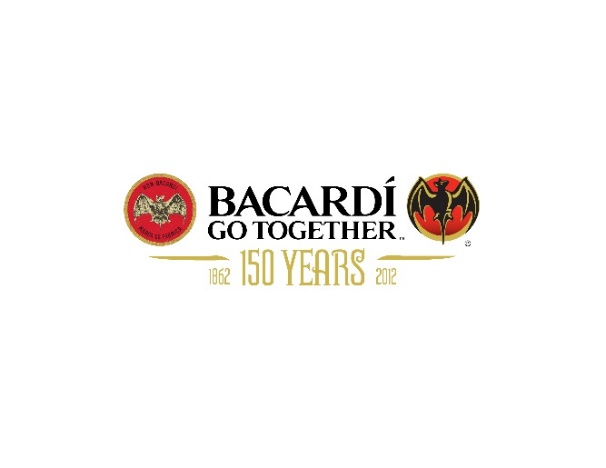 BACARDÍ
GO TOGETHER™
®
1862 150 YEARS 2012